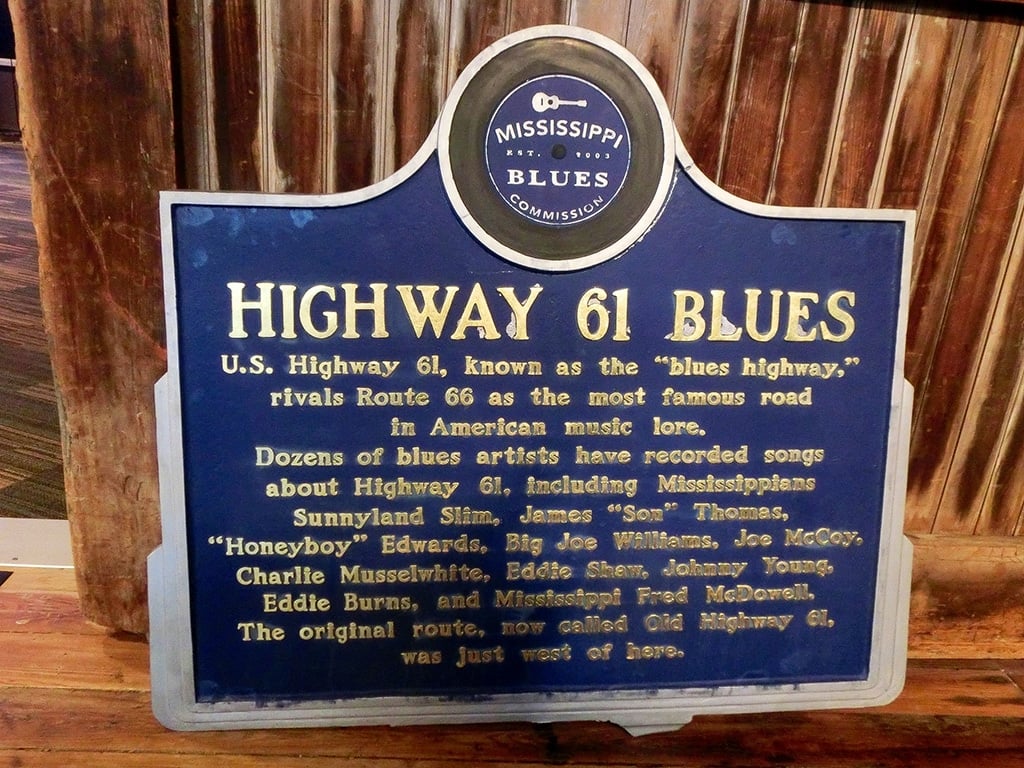 MISSISSIPPI
EST. 2003
BLUES
COMMISSION
HIGHWAY 61 BLUES
U.S. Highway 61, known as the "blues highway,"
rivals Route 66 as the most famous road
in American music lore.
Dozens of blues artists have recorded songs
about Highway 61, including Mississippians
Sunnyland Slim, James "Son" Thomas,
"Honeyboy" Edwards, Big Joe Williams, Joe McCoy,
Charlie Musselwhite, Eddie Shaw, Johnny Young,
Eddie Burns, and Mississippi Fred McDowell.
The original route, now called Old Highway 61,
was just west of here.